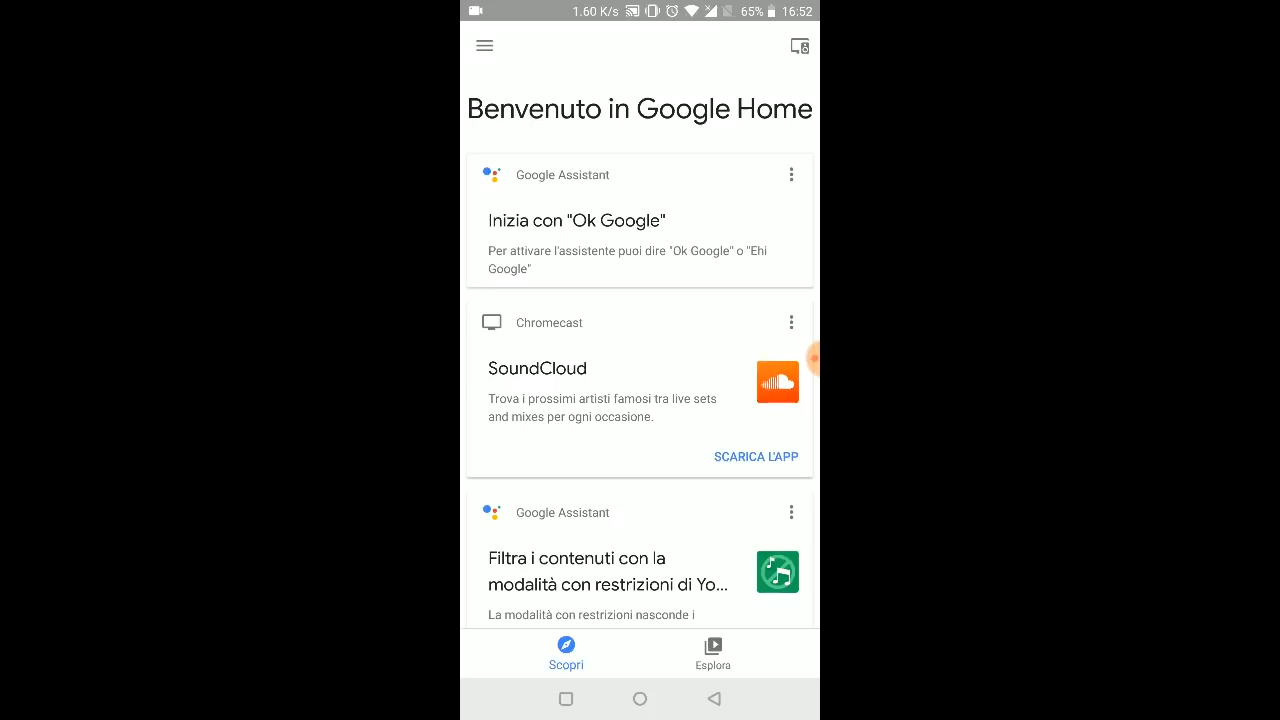 1.60 K/s 65% 16:52
Benvenuto in Google Home
Google Assistant
Inizia con "Ok Google"
Per attivare l'assistente puoi dire "Ok Google" o "Ehi
Google"
Chromecast
SoundCloud
Trova i prossimi artisti famosi tra live sets
and mixes per ogni occasione.
SCARICA L'APP
Google Assistant
Filtra i contenuti con la
modalità con restrizioni di Yo...
La modalità con restrizioni nasconde i
Scopri
Esplora